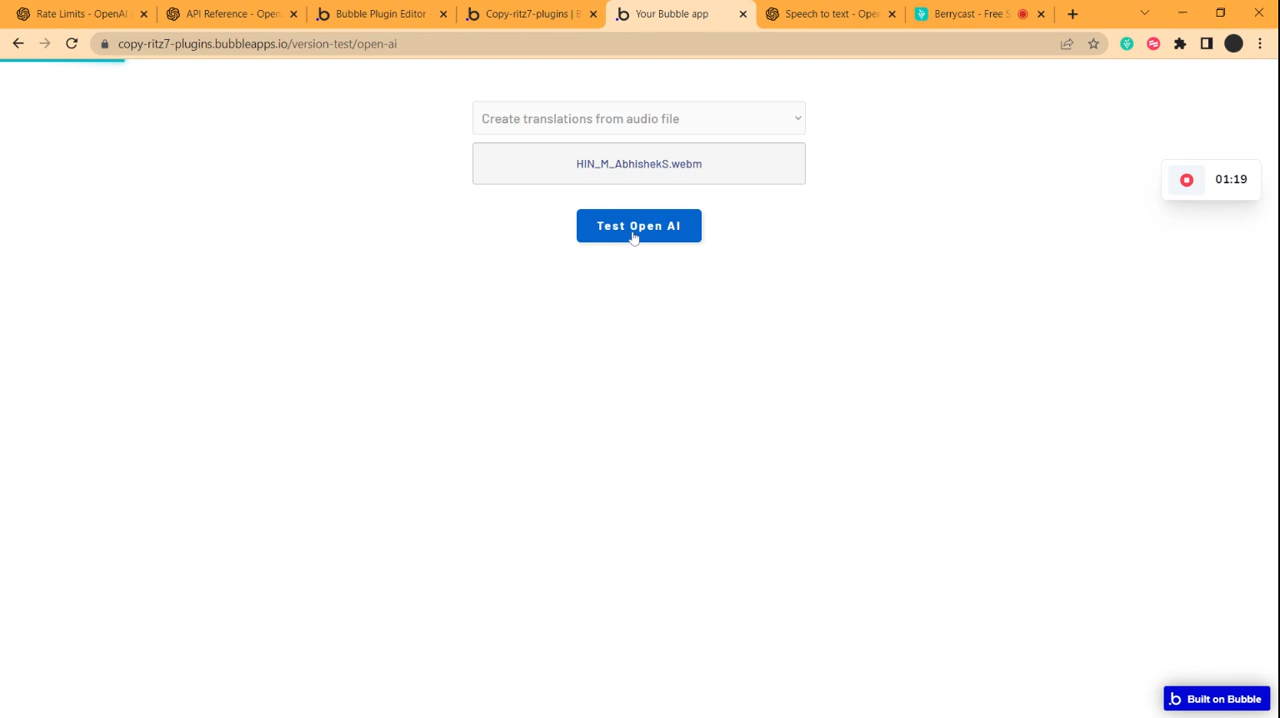 Rate Limits - OpenAI
API Reference - Open
Bubble Plugin Editor
Copy-ritz7-plugins | B
Your Bubble app
Speech to text - Open
Berrycast - Free S
copy-ritz7-plugins.bubbleapps.io/version-test/open-ai
Create translations from audio file
HIN_M_AbhishekS.webm
01:19
Test Open AI
Built on Bubble